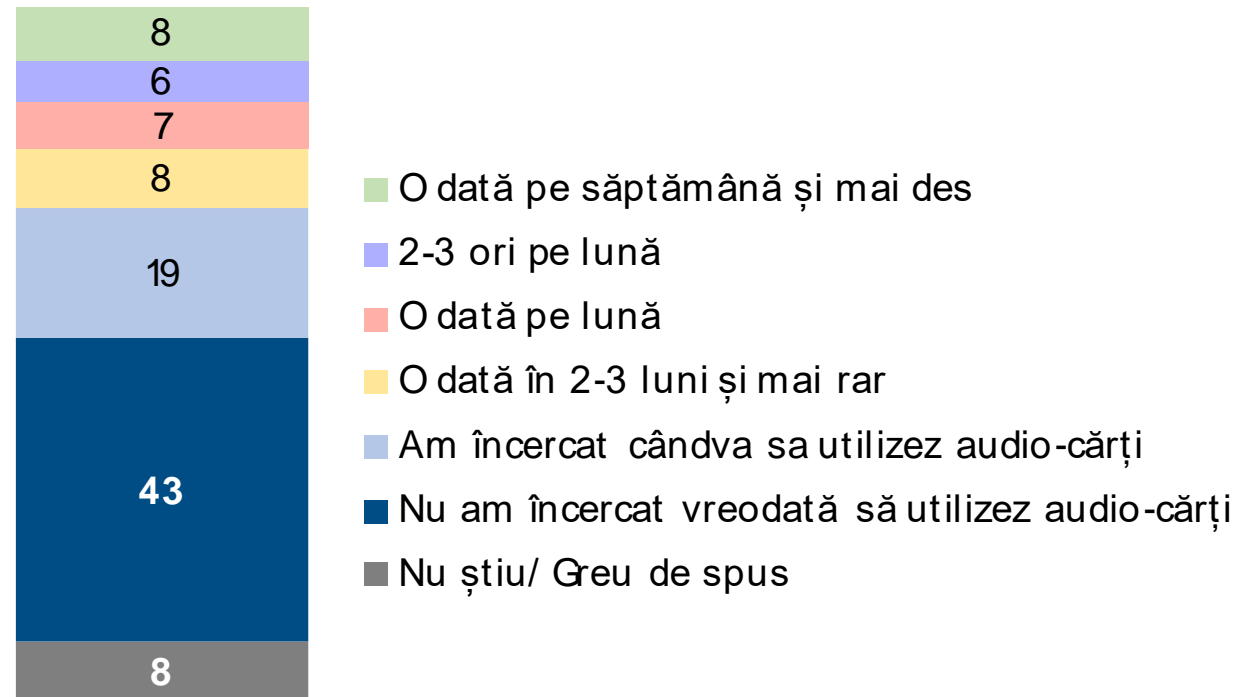 8
6
7
8
19
43
8
O dată pe săptămână și mai des
2-3 ori pe lună
O dată pe lună
O dată în 2-3 luni și mai rar
Am încercat cândva sa utilizez audio-cărți
Nu am încercat vreodată să utilizez audio-cărți
Nu știu/ Greu de spus